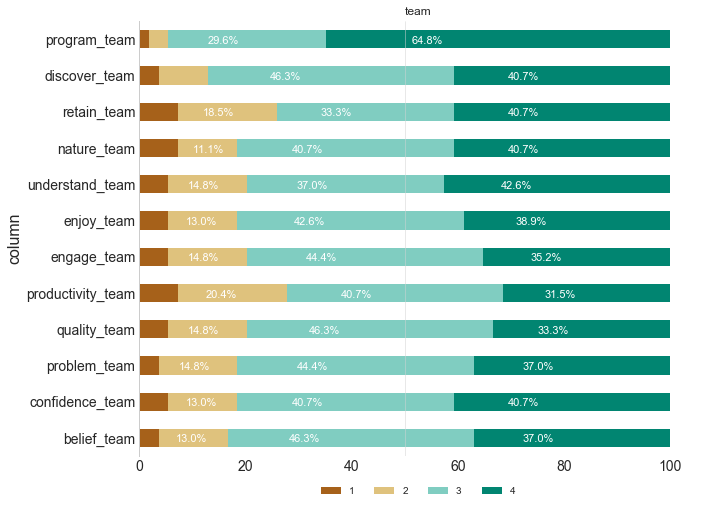 team
program_team 29.6% 64.8%
discover_team 46.3% 40.7%
retain_team 18.5% 33.3% 40.7%
nature_team 11.1% 40.7% 40.7%
understand_team 14.8% 37.0% 42.6%
enjoy_team 13.0% 42.6% 38.9%
engage_team 14.8% 44.4% 35.2%
productivity_team 20.4% 40.7% 31.5%
quality_team 14.8% 46.3% 33.3%
problem_team 14.8% 44.4% 37.0%
confidence_team 13.0% 40.7% 40.7%
belief_team 13.0% 46.3% 37.0%
column
0 20 40 60 80 100
1 2 3 4